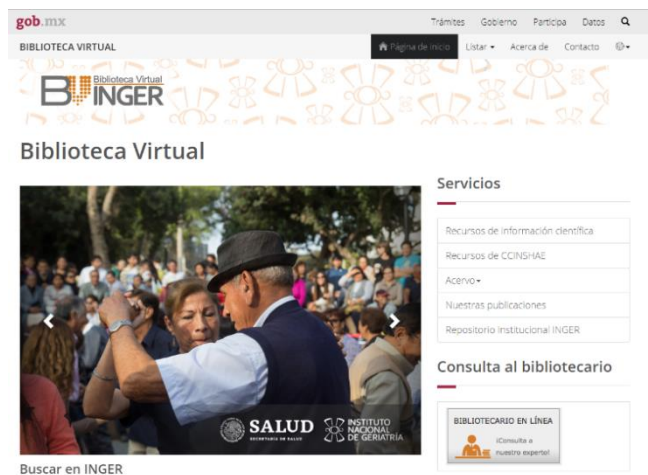 gob.mx
Trámites Gobierno Participa Datos
BIBLIOTECA VIRTUAL
Página de inicio Listar Acerca de Contacto
Biblioteca Virtual
BV INGER
Biblioteca Virtual
Servicios
Recursos de información científica
Recursos de CCINSHAE
Acervo
Nuestras publicaciones
Repositorio Institucional INGER
Consulta al bibliotecario
BIBLIOTECARIO EN LÍNEA
¡Consulta a
nuestro experto!
SALUD
SECRETARÍA DE SALUD
INSTITUTO
NACIONAL
DE GERIATRÍA
Buscar en INGER